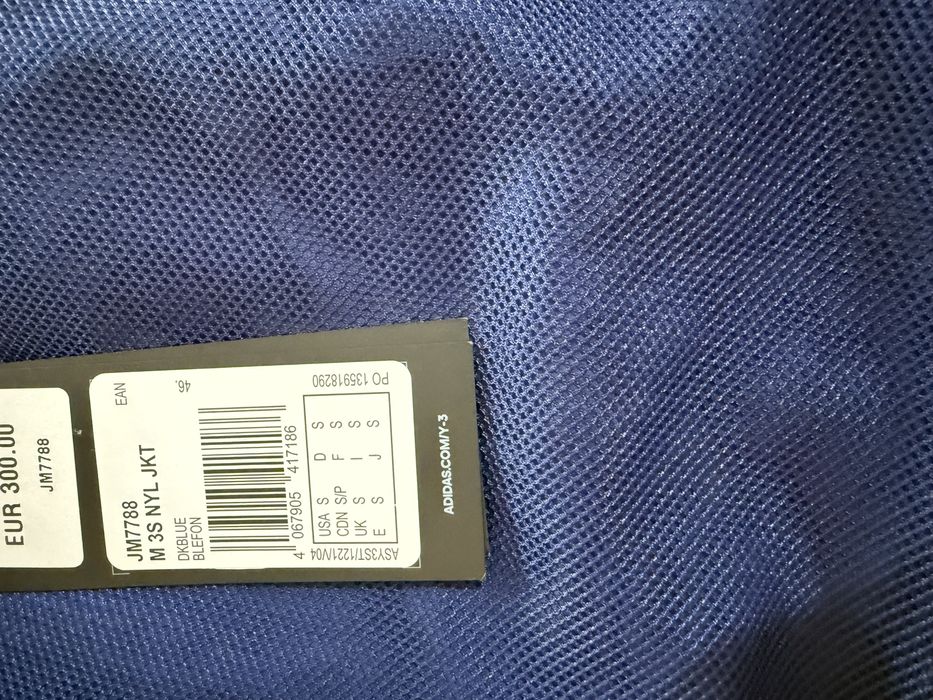 EUR 300.00
JM7788
EAN
46.
JM7788
M 3S NYL JKT
DKBLUE
BLEFON
4 067905 417186
USA S D S
CDN S/P F S
UK S I S
E S J S
ASY3ST/1221/V04
PO 135918290
ADIDAS.COM/Y-3